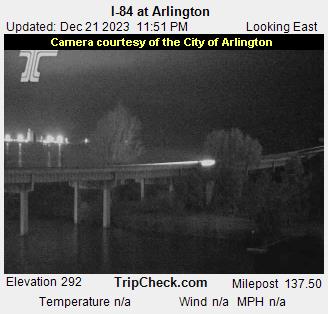 I-84 at Arlington
Updated: Dec 21 2023 11:51 PM Looking East
Camera courtesy of the City of Arlington
Elevation 292 TripCheck.com Milepost 137.50
Temperature n/a Wind n/a MPH n/a